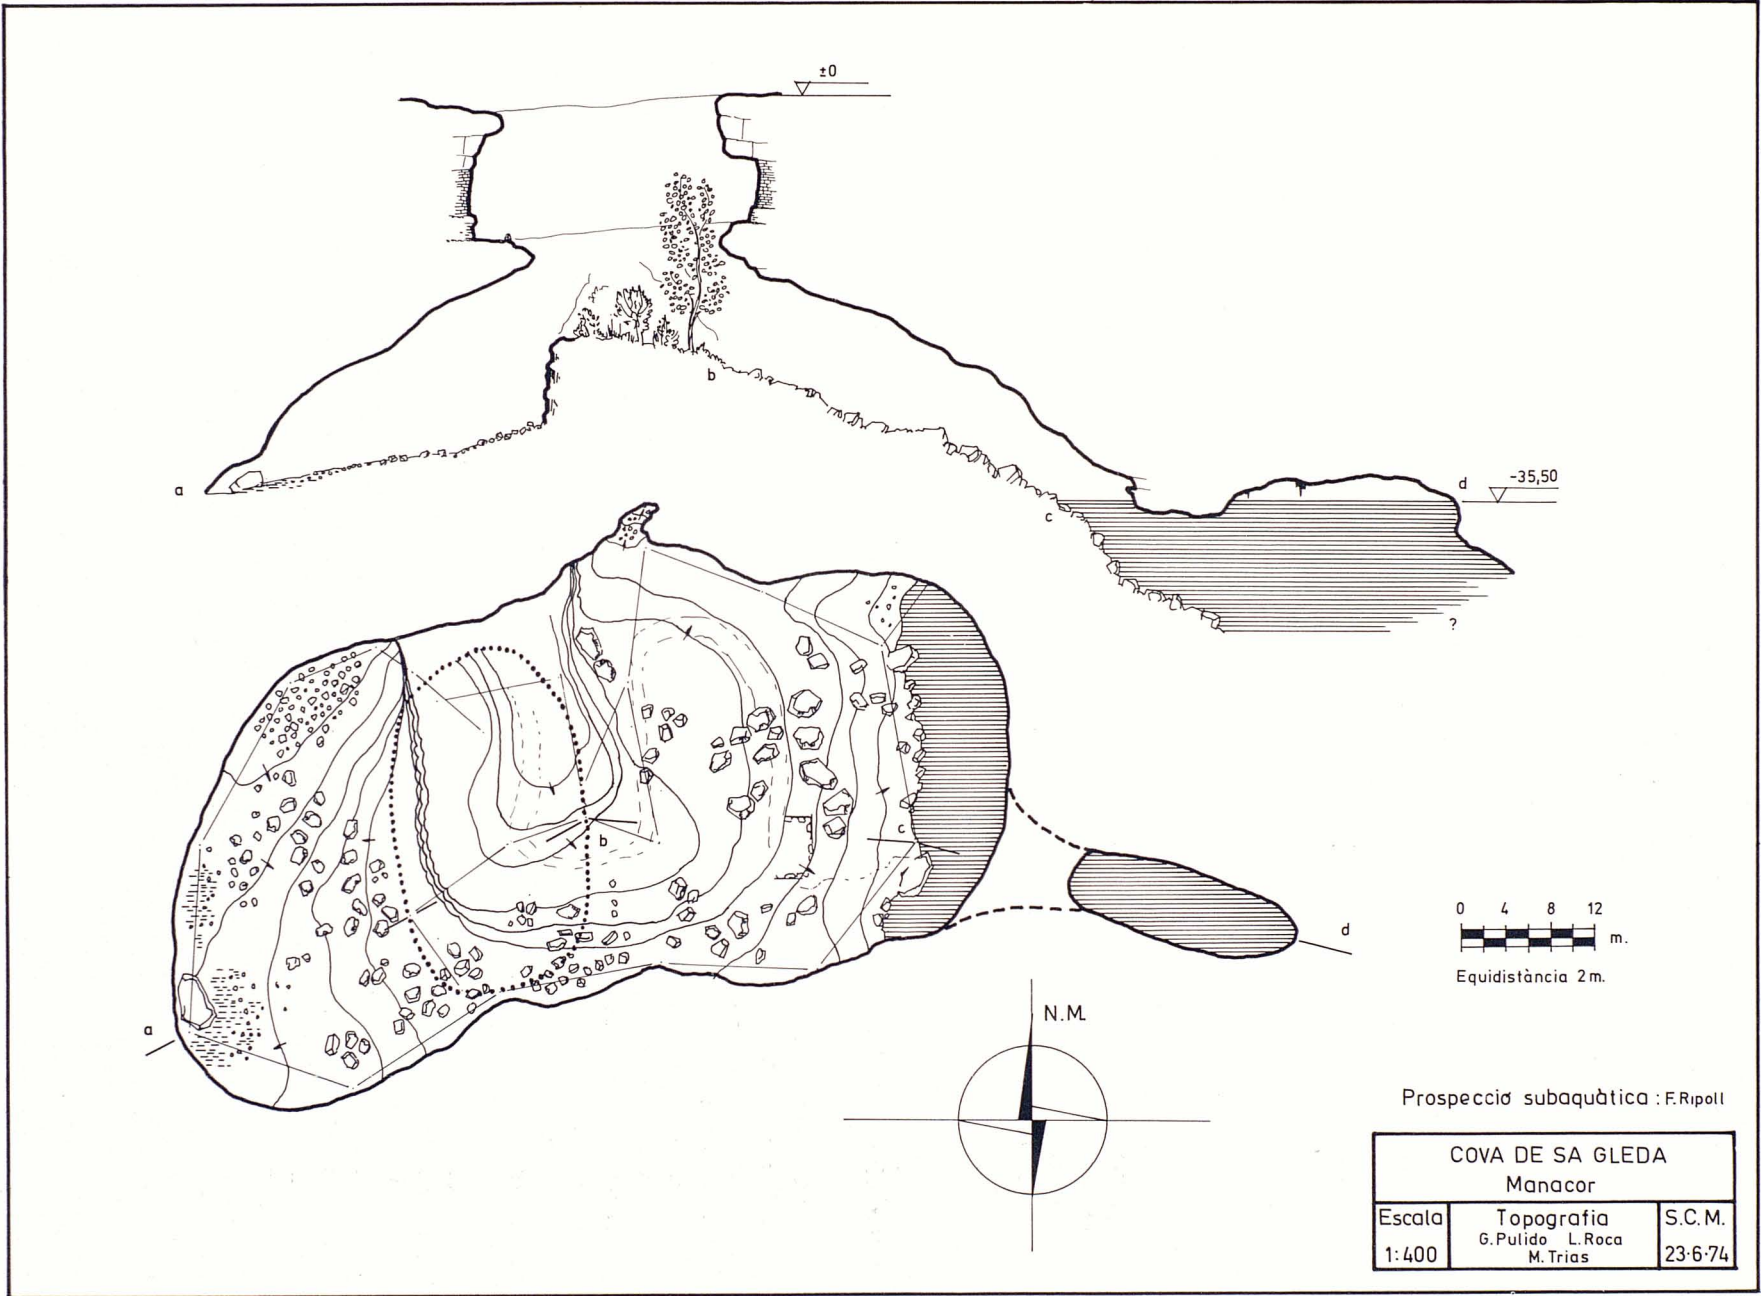 ±0
b
a
c
d
-35,50
?
b
c
a
d
0 4 8 12
m.
Equidistància 2m.
N.M.
Prospecció subaquàtica : F.Ripoll
COVA DE SA GLEDA
Manacor
Escala
1:400
Topografia
G.Pulido L.Roca
M.Trias
S.C.M.
23·6·74